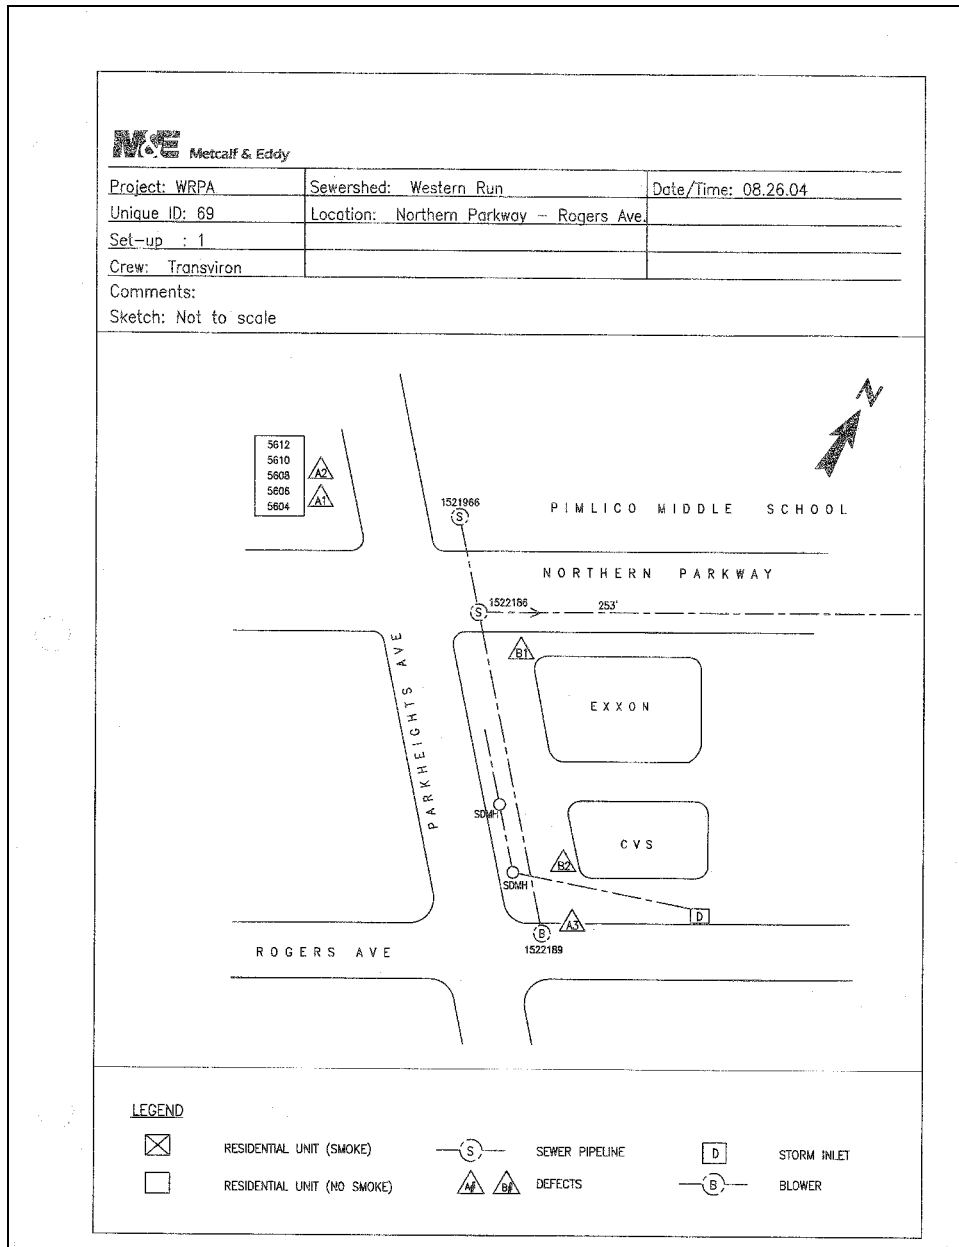 M&E Metcalf & Eddy
Project: WRPA Sewershed: Western Run Date/Time: 08.26.04
Unique ID: 69 Location: Northern Parkway - Rogers Ave.
Set-up : 1
Crew: Transviron
Comments:
Sketch: Not to scale
N
5612
5610
5608
5606
5604
A2
A1
1521966
S
PIMLICO MIDDLE SCHOOL
NORTHERN PARKWAY
1522186
253'
S
B1
PARKHEIGHTS AVE
EXXON
SDMH
CVS
B2
SDMH
D
A3
B
1522189
ROGERS AVE
LEGEND
RESIDENTIAL UNIT (SMOKE)
S SEWER PIPELINE
D STORM INLET
RESIDENTIAL UNIT (NO SMOKE)
A# B# DEFECTS
B BLOWER